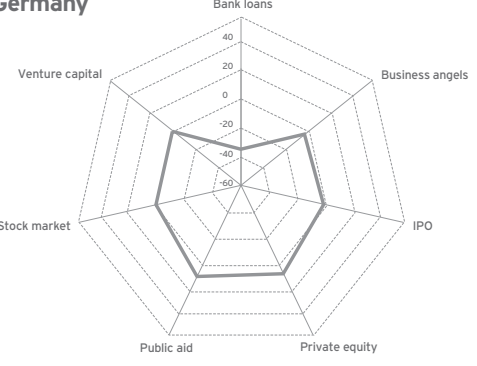 Germany
Bank loans
40
Venture capital
Business angels
20
0
-20
-40
-60
Stock market
IPO
Public aid
Private equity